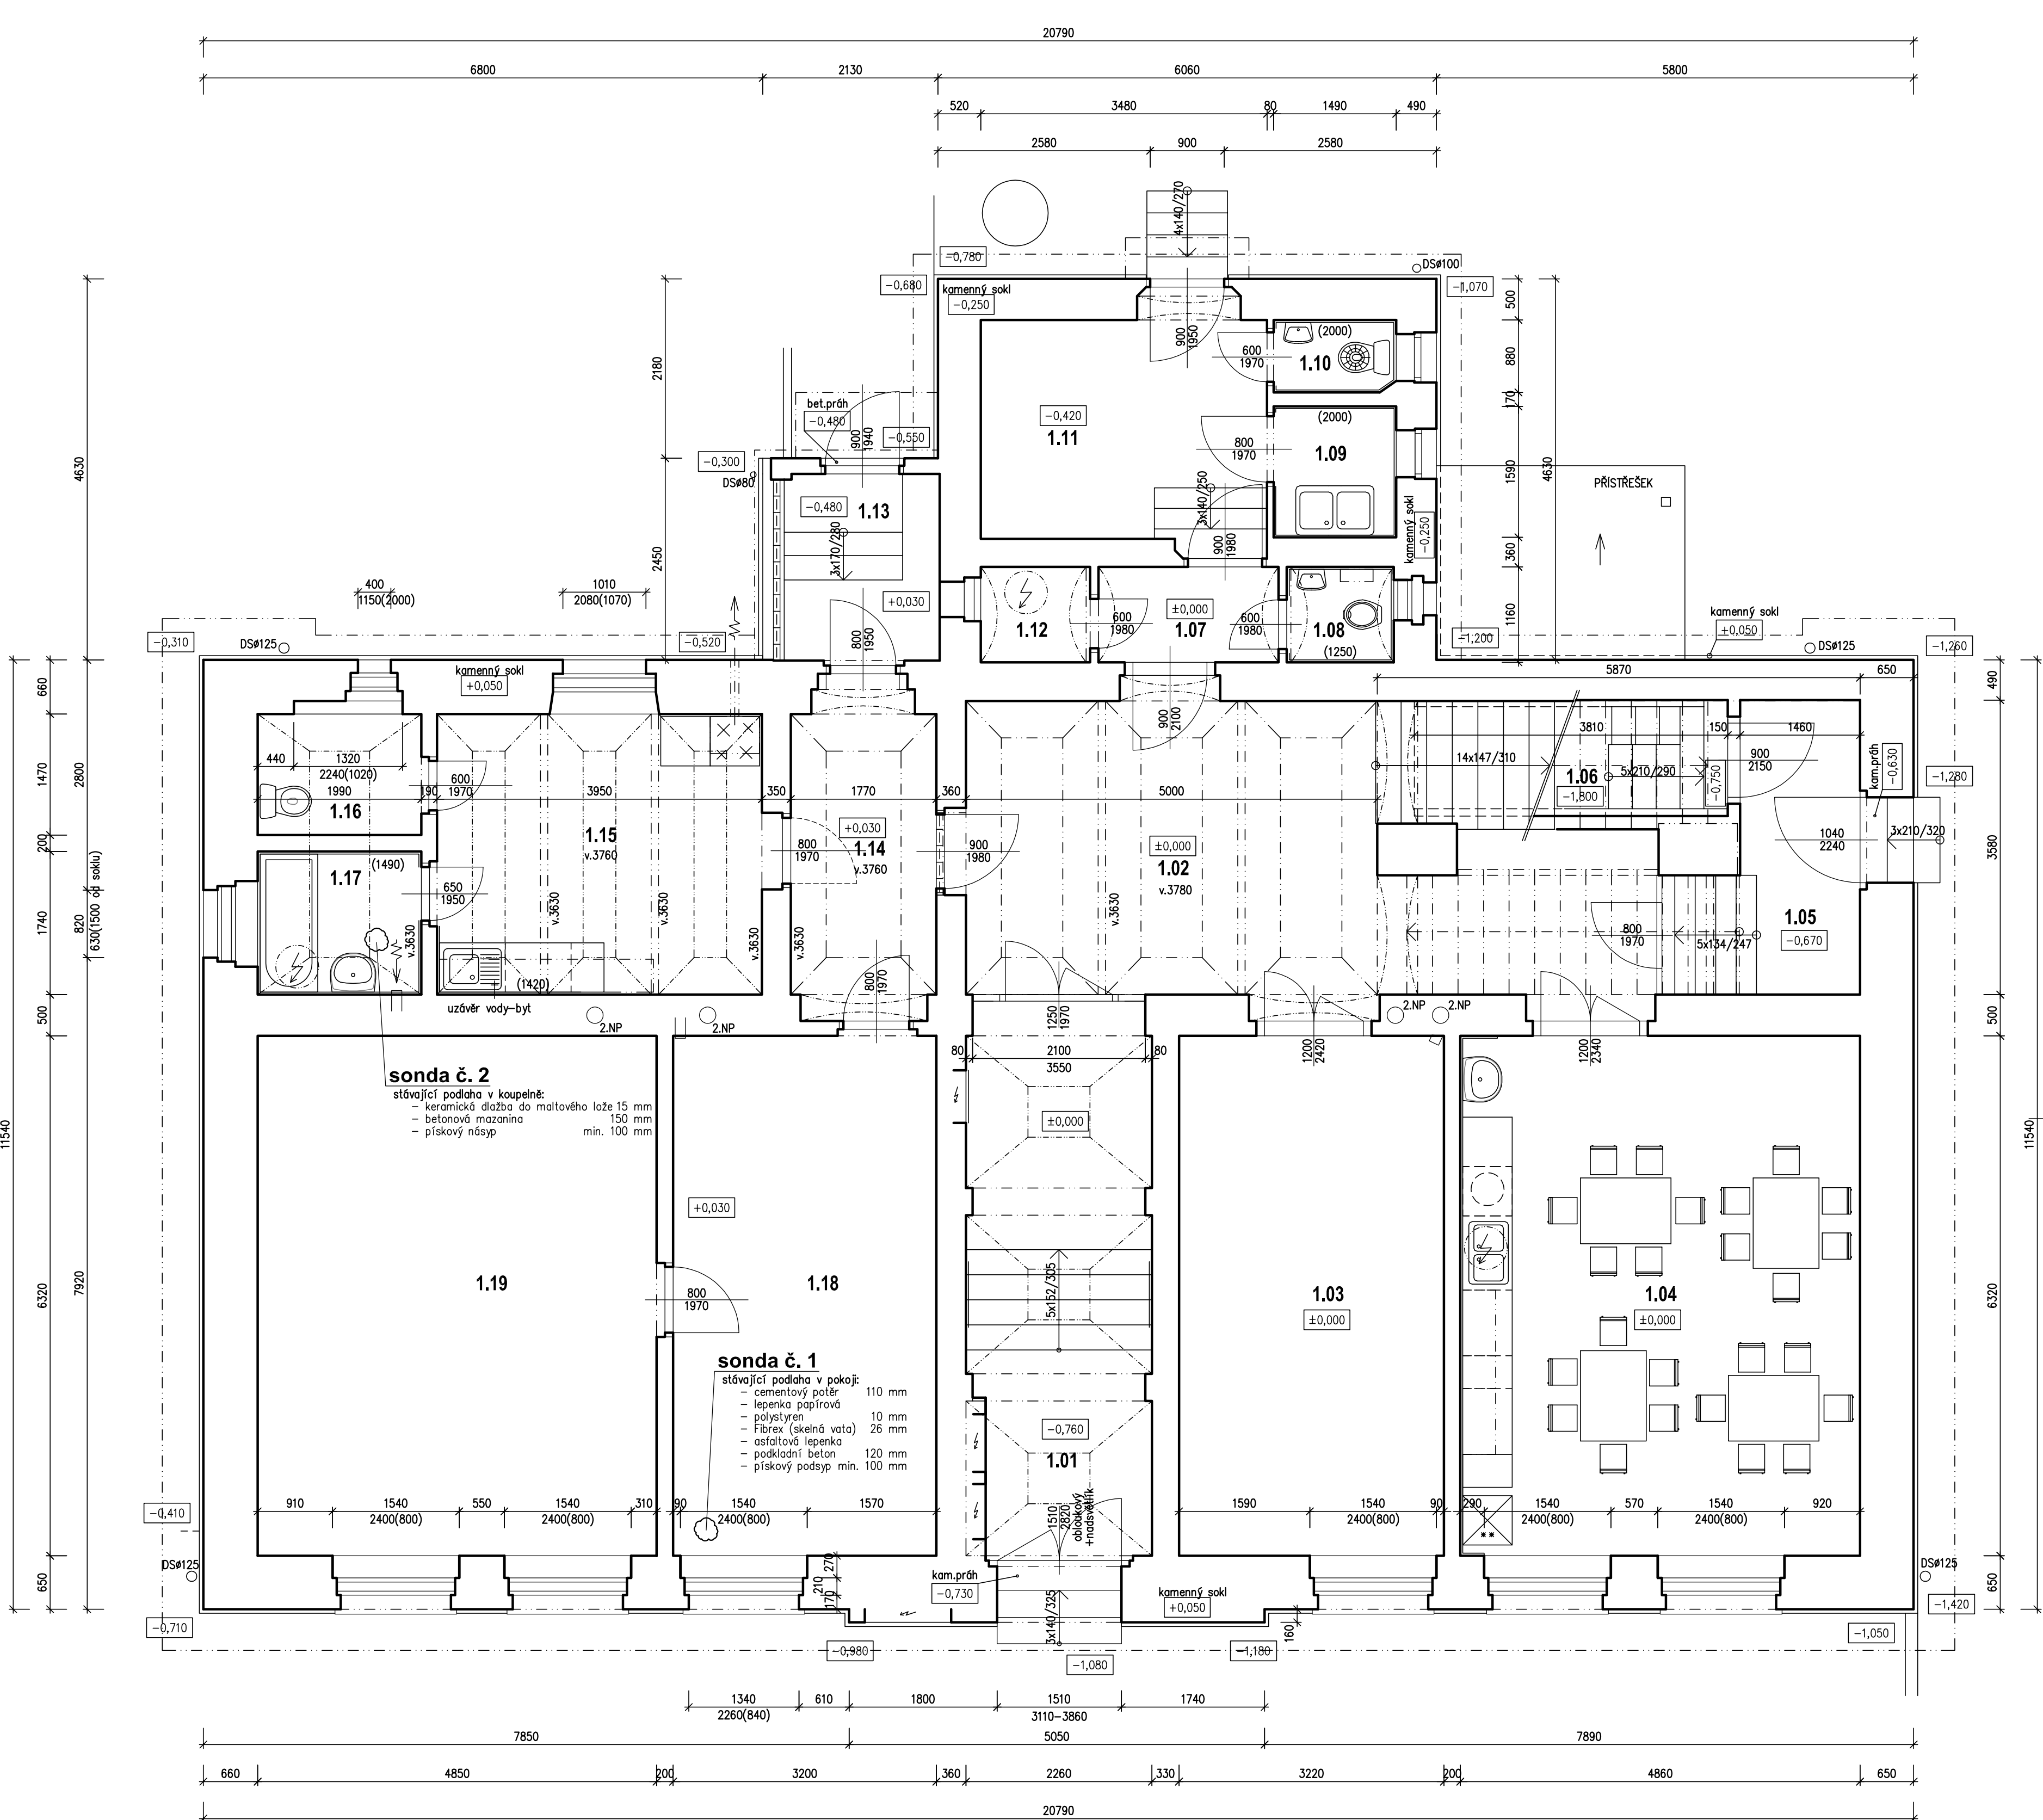 20790
6800 2130 6060 5800
520 3480 80 1490 490
2580 900 2580
4x140/270
-0,780
DSø100
-0,680
kamenný sokl
-0,250
-1,070
500
900
1950
(2000)
600
1970
1.10
880
2180
170
bet.práh
-0,480
900
1940
-0,550
-0,420
1.11
(2000)
800
1970
1.09
4630
-0,300
DSø80
1590
4630
PŘÍSTŘEŠEK
-0,480
1.13
3x140/250
kamenný sokl
-0,250
3x170/280
2450
900
1980
360
400
1150(2000)
1010
2080(1070)
+0,030
1.12
600
1980
±0,000
1.07
600
1980
1.08
(1250)
1160
kamenný sokl
+0,050
-0,310
DSø125
-0,520
800
1950
-1,200
DSø125
-1,260
5870 650
kamenný sokl
+0,050
660
490
900
2100
440 1320
2240(1020)
3810 150 1460
14x147/310
1.06
5x210/290
-1,800
-0,750
900
2150
kam.práh
-0,630
-1,280
1470
2800
600
1970
1990 190 3950 350 1770 360 5000
1.16
1.15
v.3760
+0,030
1.14
v.3760
800
1970
900
1980
±0,000
1.02
v.3780
1040
2240
3x210/320
3580
200
(1490)
1.17
650
1950
820
630(1500 od soklu)
1740
v.3630
v.3630
v.3630
v.3630
v.3630
v.3630
1.05
-0,670
800
1970
5x134/247
(1420)
800
1970
uzávěr vody-byt
2.NP
2.NP
2.NP
2.NP
500
500
1250
1970
1200
2420
1200
2340
80 2100 80
3550
sonda č. 2
stávající podlaha v koupelně:
- keramická dlažba do maltového lože 15 mm
- betonová mazanina 150 mm
- pískový násyp min. 100 mm
±0,000
11540
11540
+0,030
6320
7920
1.19
800
1970
1.18
5x152/305
1.03
±0,000
1.04
±0,000
6320
sonda č. 1
stávající podlaha v pokoji:
- cementový potěr 110 mm
- lepenka papírová
- polystyren 10 mm
- Fibrex (skelná vata) 26 mm
- asfaltová lepenka
- podkladní beton 120 mm
- pískový podsyp min. 100 mm
-0,760
1.01
1510
2820
obloukový
+nadsvětlík
910 1540 550 1540 310 90 1540 1570 1590 1540 90 290 1540 570 1540 920
2400(800) 2400(800) 2400(800) 2400(800) 2400(800) 2400(800)
-0,410
DSø125
DSø125
650
270
210
170
kam.práh
-0,730
3x140/325
kamenný sokl
+0,050
160
650
-1,420
-0,710
-1,050
-0,980
-1,080
-1,180
1340 610 1800 1510 1740
2260(840) 3110-3860
7850 5050 7890
660 4850 200 3200 360 2260 330 3220 200 4860 650
20790